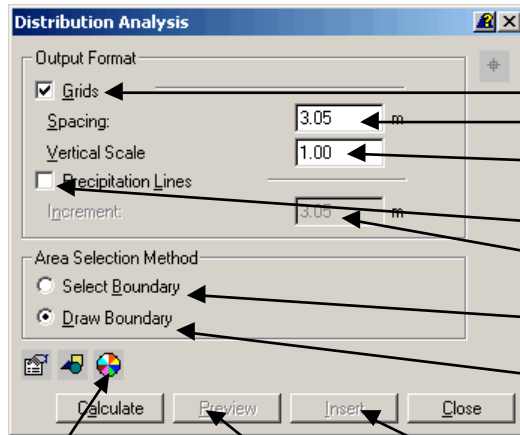 Distribution Analysis
Output Format
Grids
Spacing: 3.05 m
Vertical Scale 1.00
Precipitation Lines
Increment: 3.05 m
Area Selection Method
Select Boundary
Draw Boundary
Calculate Preview Insert Close